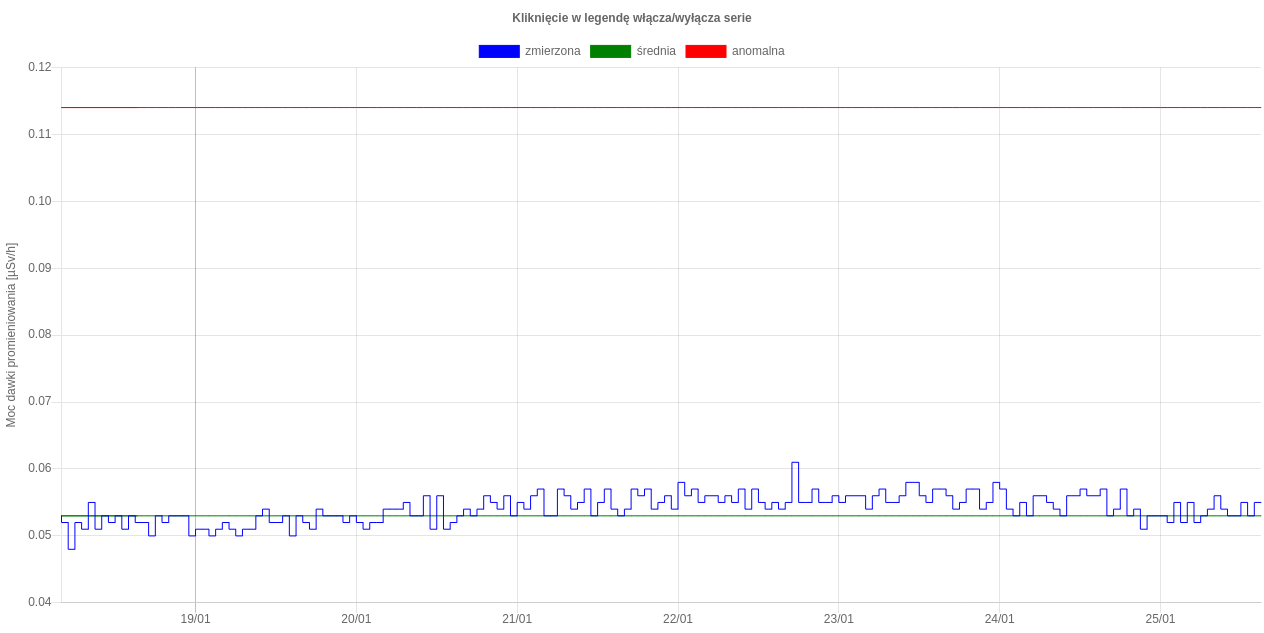 Kliknięcie w legendę włącza/wyłącza serie
zmierzona średnia anomalna
Moc dawki promieniowania [µSv/h]
0.12
0.11
0.10
0.09
0.08
0.07
0.06
0.05
0.04
19/01 20/01 21/01 22/01 23/01 24/01 25/01